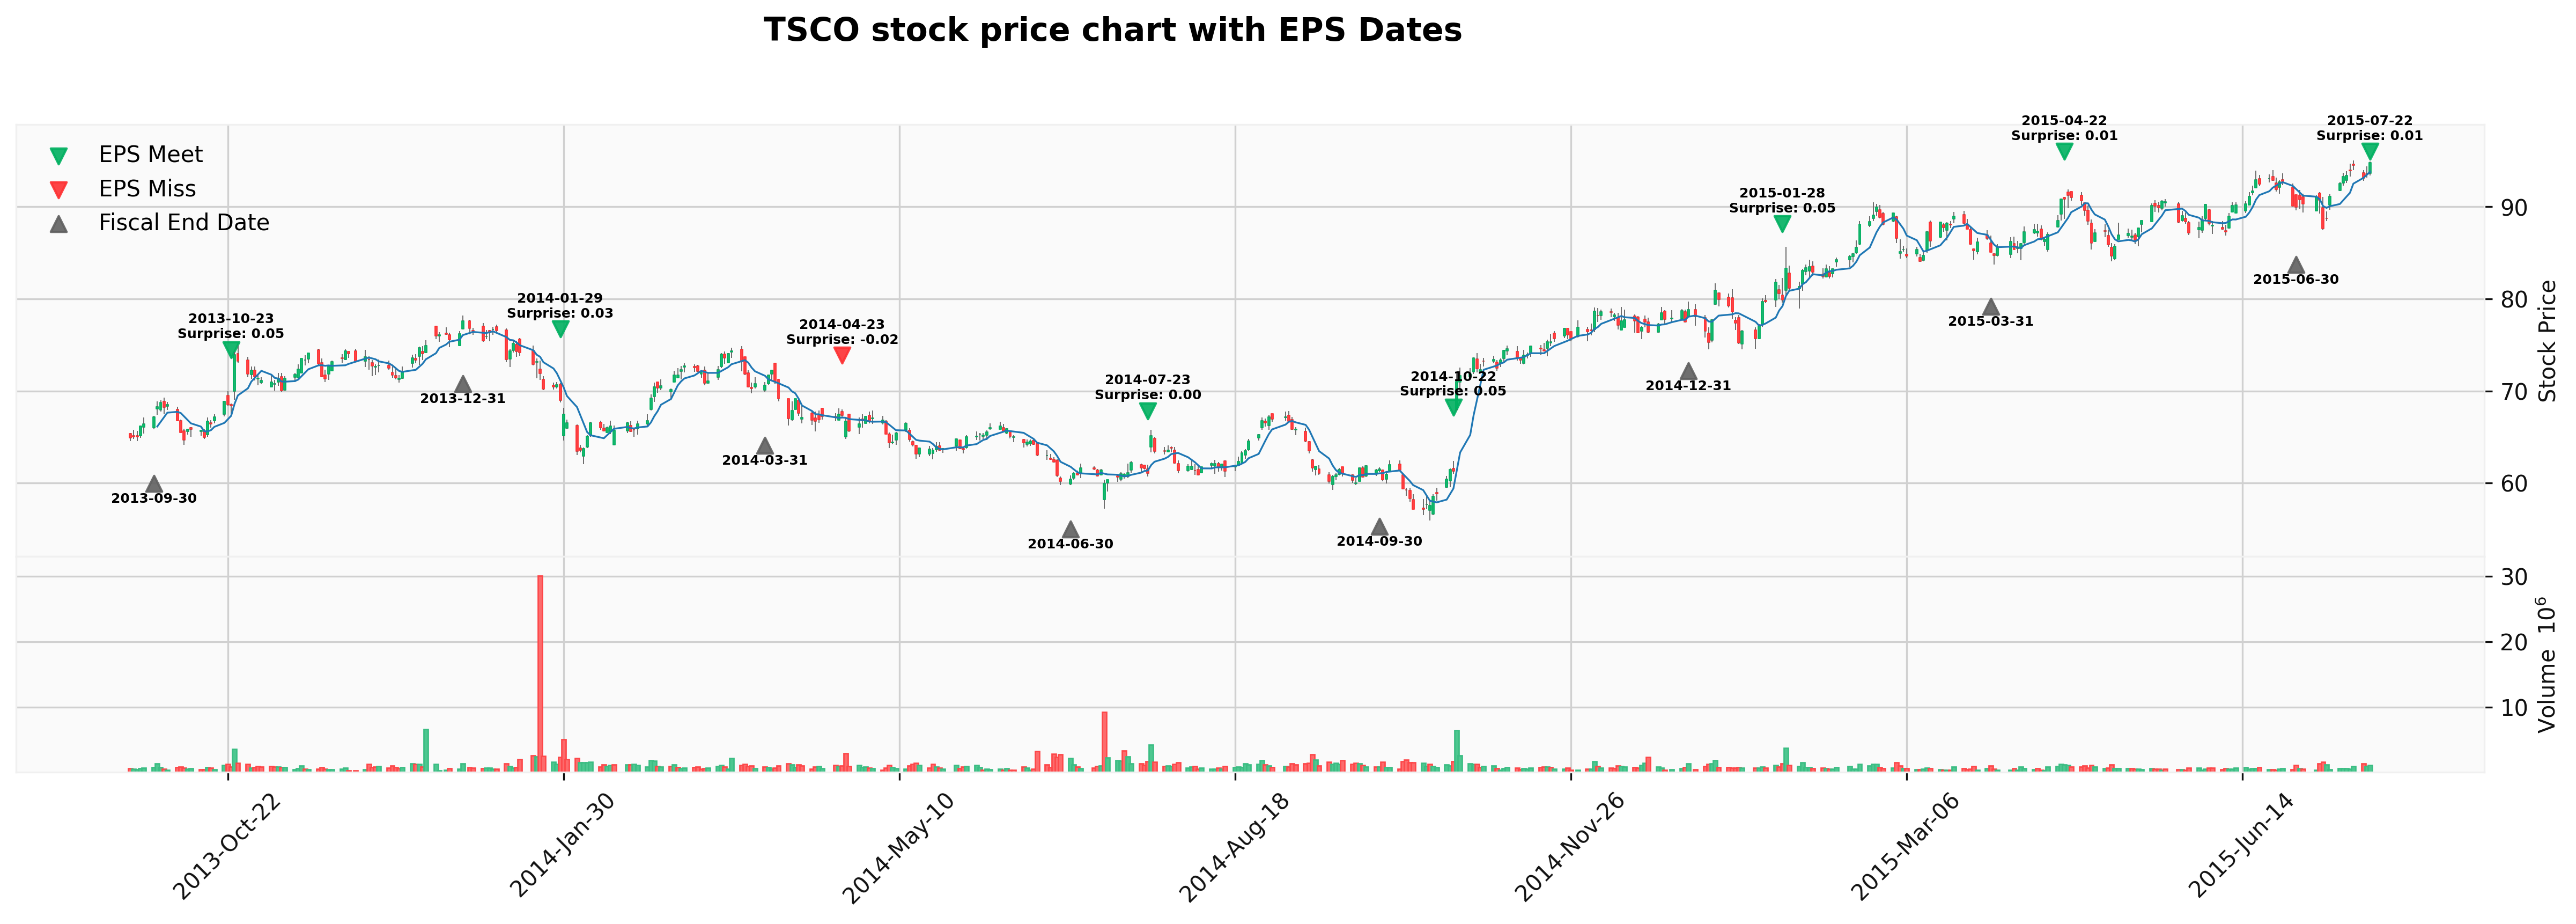 TSCO stock price chart with EPS Dates
EPS Meet
EPS Miss
Fiscal End Date
2013-10-23
Surprise: 0.05
2014-01-29
Surprise: 0.03
2014-04-23
Surprise: -0.02
2014-07-23
Surprise: 0.00
2014-10-22
Surprise: 0.05
2015-01-28
Surprise: 0.05
2015-04-22
Surprise: 0.01
2015-07-22
Surprise: 0.01
2013-09-30
2013-12-31
2014-03-31
2014-06-30
2014-09-30
2014-12-31
2015-03-31
2015-06-30
90
80
70
60
Stock Price
30
20
10
Volume 10⁶
2013-Oct-22
2014-Jan-30
2014-May-10
2014-Aug-18
2014-Nov-26
2015-Mar-06
2015-Jun-14